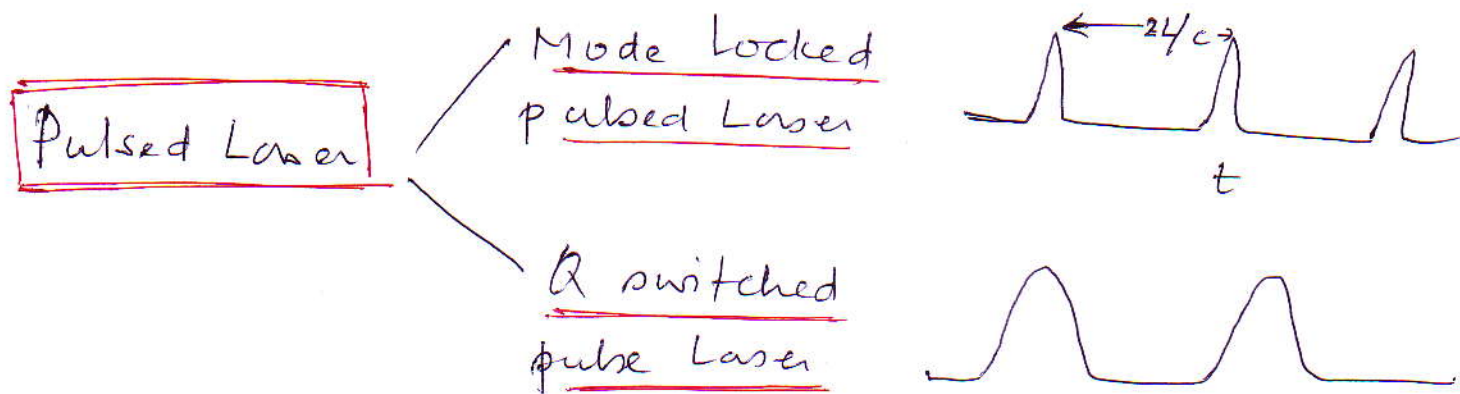 Pulsed Laser
Mode Locked
pulsed Laser
2L/c
t
Q switched
pulse Laser